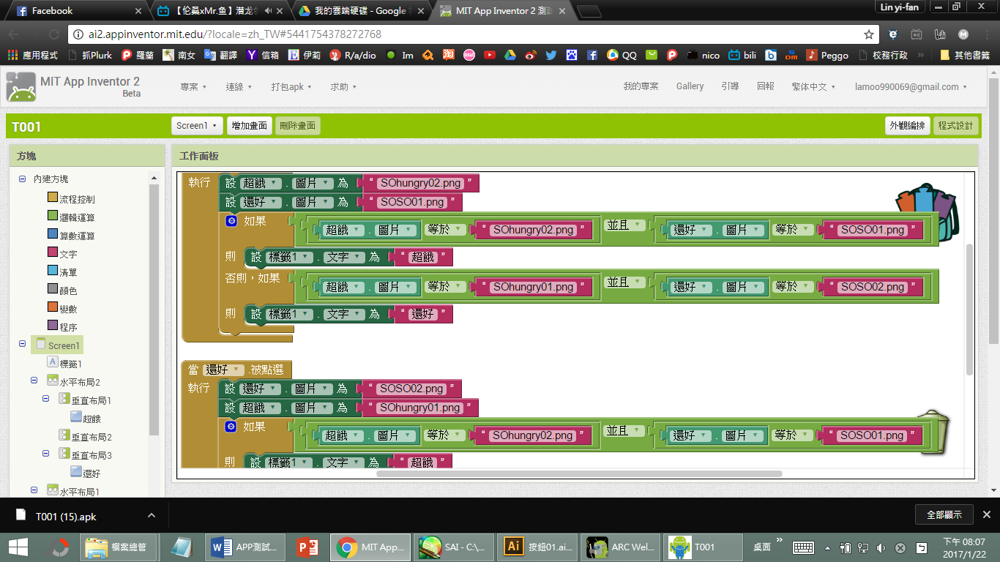 Facebook
【伦桑xMr.鱼】潜龙勿
我的雲端硬碟 - Google
MIT App Inventor 2 測試
Lin yi-fan
ai2.appinventor.mit.edu/?locale=zh_TW#5441754378272768
應用程式 抓Plurk 羅蘭 南女 翻譯 信箱 伊莉 R/a/dio Im 淘 QQ nico bili SDM Peggo 校務行政 » 其他書籤
MIT App Inventor 2
Beta
專案 連線 打包apk 求助 我的專案 Gallery 引導 回報 繁体中文 lamoo990069@gmail.com
T001 Screen1 增加畫面 刪除畫面 外觀編排 程式設計
方塊
工作面板
內建方塊
流程控制
邏輯運算
算數運算
文字
清單
顏色
變數
程序
Screen1
標籤1
水平布局2
垂直布局1
超餓
垂直布局2
垂直布局3
還好
水平布局1
執行 設 超餓 . 圖片 為 “ SOhungry02.png ”
設 還好 . 圖片 為 “ SOSO01.png ”
如果 超餓 . 圖片 等於 “ SOhungry02.png ” 並且 還好 . 圖片 等於 “ SOSO01.png ”
則 設 標籤1 . 文字 為 “ 超餓 ”
否則，如果 超餓 . 圖片 等於 “ SOhungry01.png ” 並且 還好 . 圖片 等於 “ SOSO02.png ”
則 設 標籤1 . 文字 為 “ 還好 ”
當 還好 .被點選
執行 設 還好 . 圖片 為 “ SOSO02.png ”
設 超餓 . 圖片 為 “ SOhungry01.png ”
如果 超餓 . 圖片 等於 “ SOhungry02.png ” 並且 還好 . 圖片 等於 “ SOSO01.png ”
則 設 標籤1 . 文字 為 “ 超餓 ”
T001 (15).apk
全部顯示
檔案總管 APP測試... MIT App... SAI - C:\... 按鈕01.ai... ARC Wel... T001 桌面 »
下午 08:07
2017/1/22